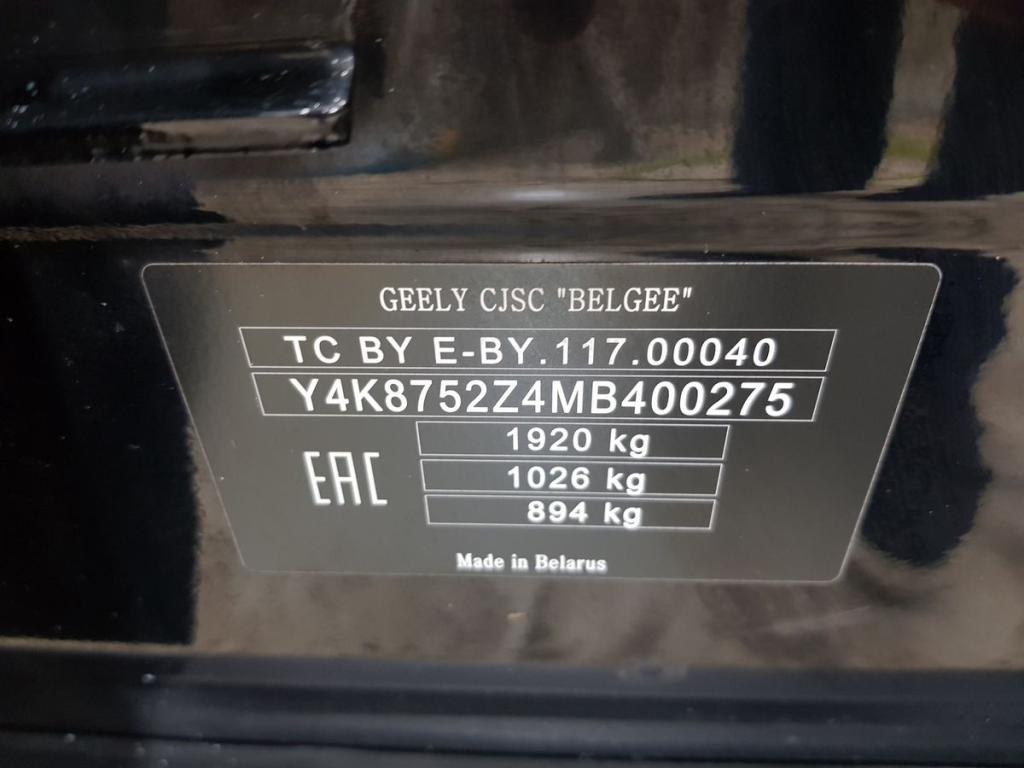 GEELY CJSC "BELGEE"
TC BY E-BY.117.00040
Y4K8752Z4MB400275
1920 kg
EAC
1026 kg
894 kg
Made in Belarus